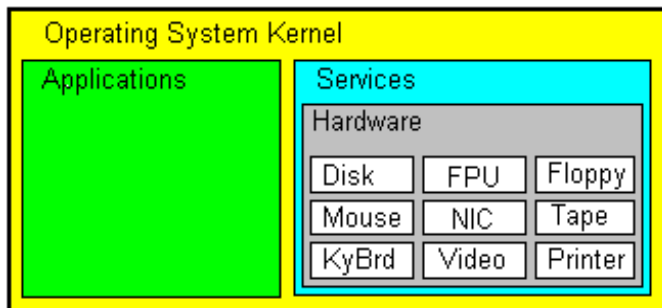 Operating System Kernel
Applications
Services
Hardware
Disk
FPU
Floppy
Mouse
NIC
Tape
KyBrd
Video
Printer